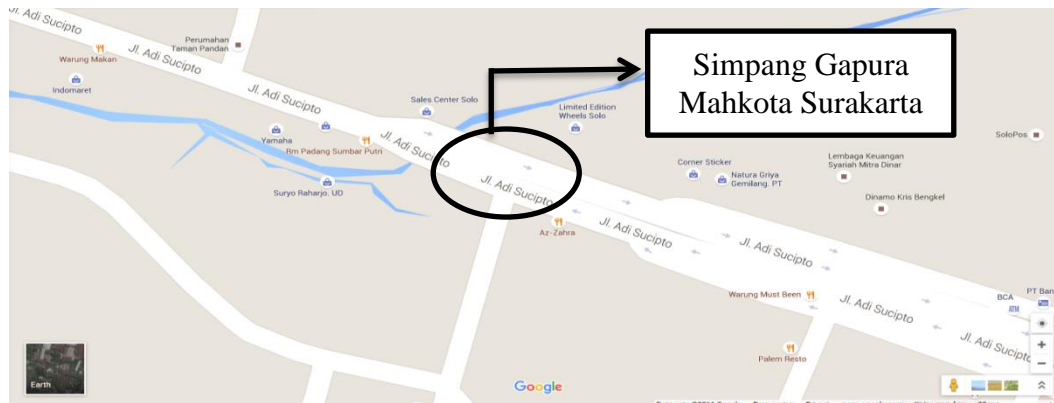 Jl. Adi Sucipto
Perumahan
Taman Pandan
Warung Makan
Jl. Adi Sucipto
Indomaret
Jl. Adi Sucipto
Simpang Gapura
Mahkota Surakarta
Sales Center Solo
Limited Edition
Wheels Solo
Yamaha
Rm Padang Sumbar Putri
Jl. Adi Sucipto
SoloPos
Corner Sticker
Natura Griya
Gemilang. PT
Lembaga Keuangan
Syariah Mitra Dinar
Suryo Raharjo. UD
Jl. Adi Sucipto
Dinamo Kris Bengkel
Az-Zahra
Jl. Adi Sucipto
Jl. Adi Sucipto
Warung Must Been
Jl. Adi Sucipto
BCA
ATM
PT Ban
Jl. Adi Sucipto
Palem Resto
Earth
Google